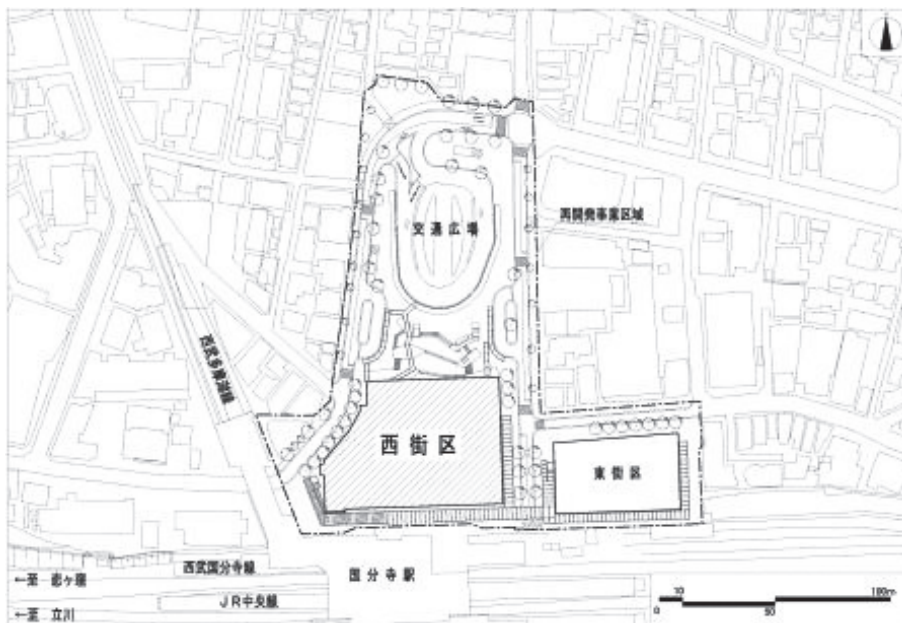 交通広場
再開発事業区域
西武多摩湖線
西街区
東街区
西武国分寺線
国分寺駅
←至 恋ヶ窪
JR中央線
←至 立川
10
100m
0
50